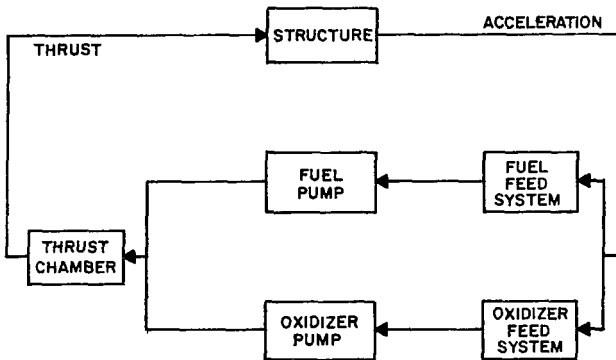 STRUCTURE
ACCELERATION
THRUST
FUEL
PUMP
FUEL
FEED
SYSTEM
THRUST
CHAMBER
OXIDIZER
PUMP
OXIDIZER
FEED
SYSTEM